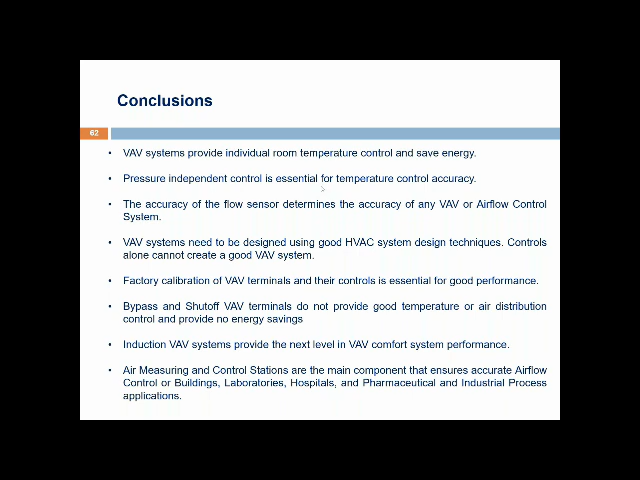 Conclusions
62
• VAV systems provide individual room temperature control and save energy.
• Pressure independent control is essential for temperature control accuracy.
• The accuracy of the flow sensor determines the accuracy of any VAV or Airflow Control
System.
• VAV systems need to be designed using good HVAC system design techniques. Controls
alone cannot create a good VAV system.
• Factory calibration of VAV terminals and their controls is essential for good performance.
• Bypass and Shutoff VAV terminals do not provide good temperature or air distribution
control and provide no energy savings
• Induction VAV systems provide the next level in VAV comfort system performance.
• Air Measuring and Control Stations are the main component that ensures accurate Airflow
Control or Buildings, Laboratories, Hospitals, and Pharmaceutical and Industrial Process
applications.